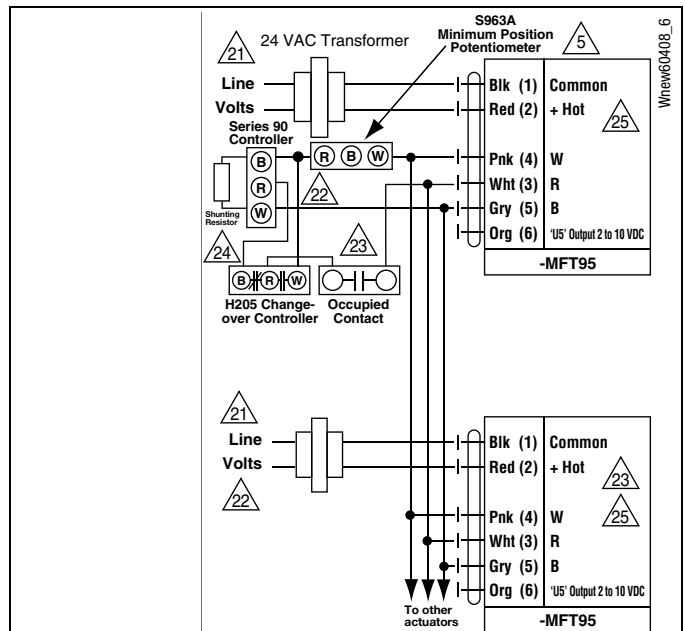 S963A
Minimum Position
Potentiometer
5
Wnew60408_6
21
24 VAC Transformer
Line
Volts
Blk (1) Common
Red (2) + Hot
25
Series 90
Controller
B
R
W
R B W
22
Pnk (4) W
Wht (3) R
Gry (5) B
Org (6) 'U5' Output 2 to 10 VDC
-MFT95
Shunting
Resistor
24
23
B R W
H205 Change-
over Controller
Occupied
Contact
21
Line
Volts
22
Blk (1) Common
Red (2) + Hot
23
25
Pnk (4) W
Wht (3) R
Gry (5) B
Org (6) 'U5' Output 2 to 10 VDC
-MFT95
To other
actuators